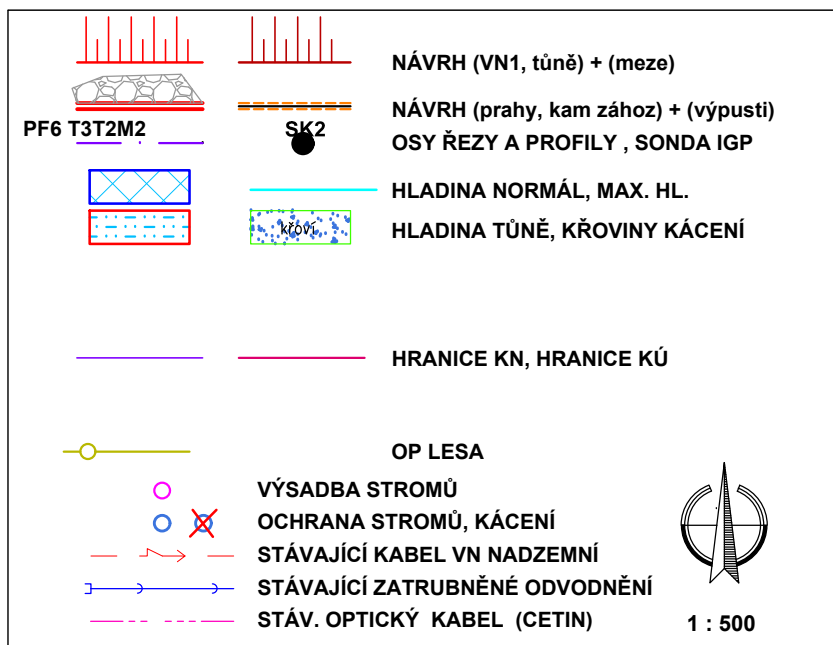 NÁVRH (VN1, tůně) + (meze)
NÁVRH (prahy, kam zához) + (výpusti)
PF6 T3T2M2 SK2
OSY ŘEZY A PROFILY , SONDA IGP
HLADINA NORMÁL, MAX. HL.
křoví
HLADINA TŮNĚ, KŘOVINY KÁCENÍ
HRANICE KN, HRANICE KÚ
OP LESA
VÝSADBA STROMŮ
OCHRANA STROMŮ, KÁCENÍ
STÁVAJÍCÍ KABEL VN NADZEMNÍ
STÁVAJÍCÍ ZATRUBNĚNÉ ODVODNĚNÍ
STÁV. OPTICKÝ KABEL (CETIN)
1 : 500